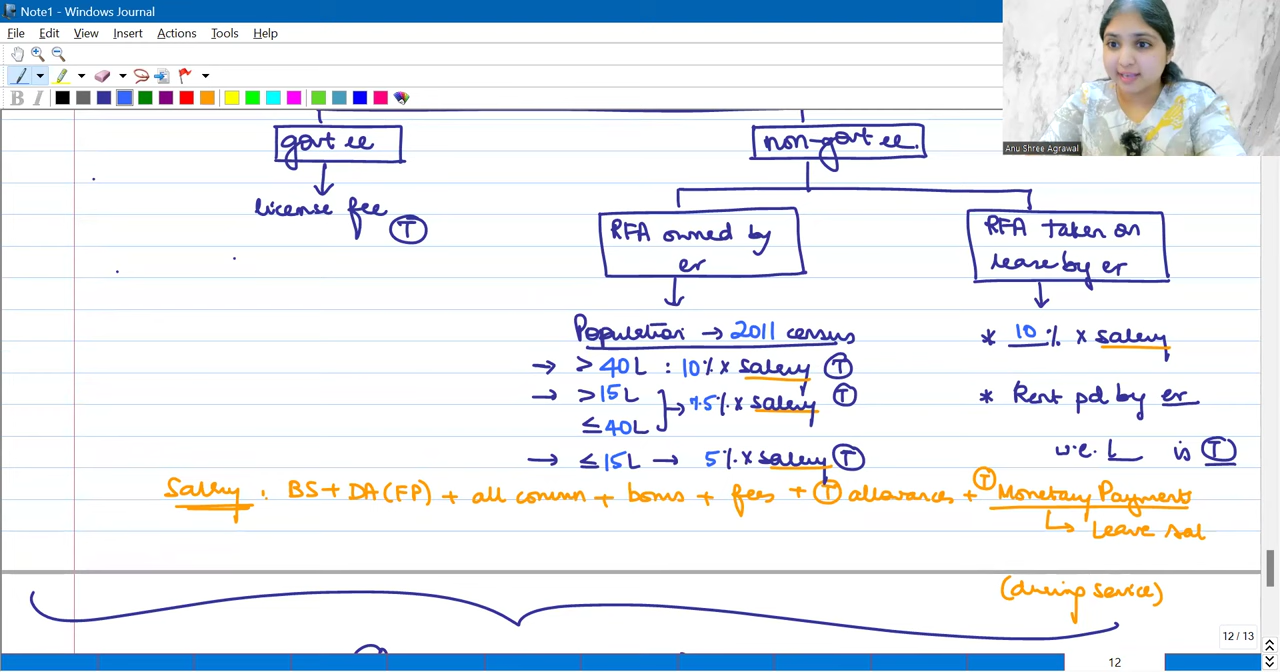 Note1 - Windows Journal
File Edit View Insert Actions Tools Help
B I
Anu Shree Agrawal
govt ee
non-govt ee.
license fee
T
RFA owned by
er
RFA taken on
lease by er
Population → 2011 census
→ > 40L : 10% x salary T
→ > 15L
≤ 40L
→ 7.5% x salary T
→ ≤ 15L → 5% x salary T
* 10% x salary
* Rent pd by er
w.e. L is T
Salary : BS + DA (FP) + all comm + bonus + fees + T allowances + T Monetary Payments
↳ Leave sal
(during service)
12 / 13
12